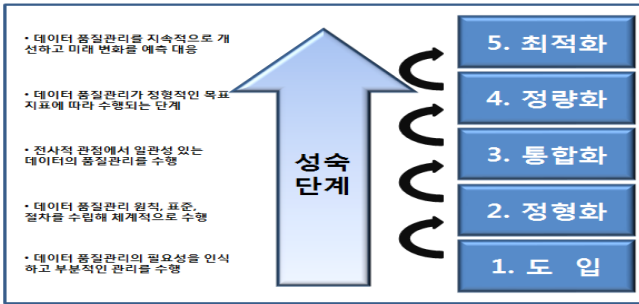 • 데이터 품질관리를 지속적으로 개
선하고 미래 변화를 예측 대응
• 데이터 품질관리가 정형적인 목표
지표에 따라 수행되는 단계
• 전사적 관점에서 일관성 있는
데이터의 품질관리를 수행
• 데이터 품질관리 원칙, 표준,
절차를 수립해 체계적으로 수행
• 데이터 품질관리의 필요성을 인식
하고 부분적인 관리를 수행
성숙
단계
5. 최적화
4. 정량화
3. 통합화
2. 정형화
1. 도 입